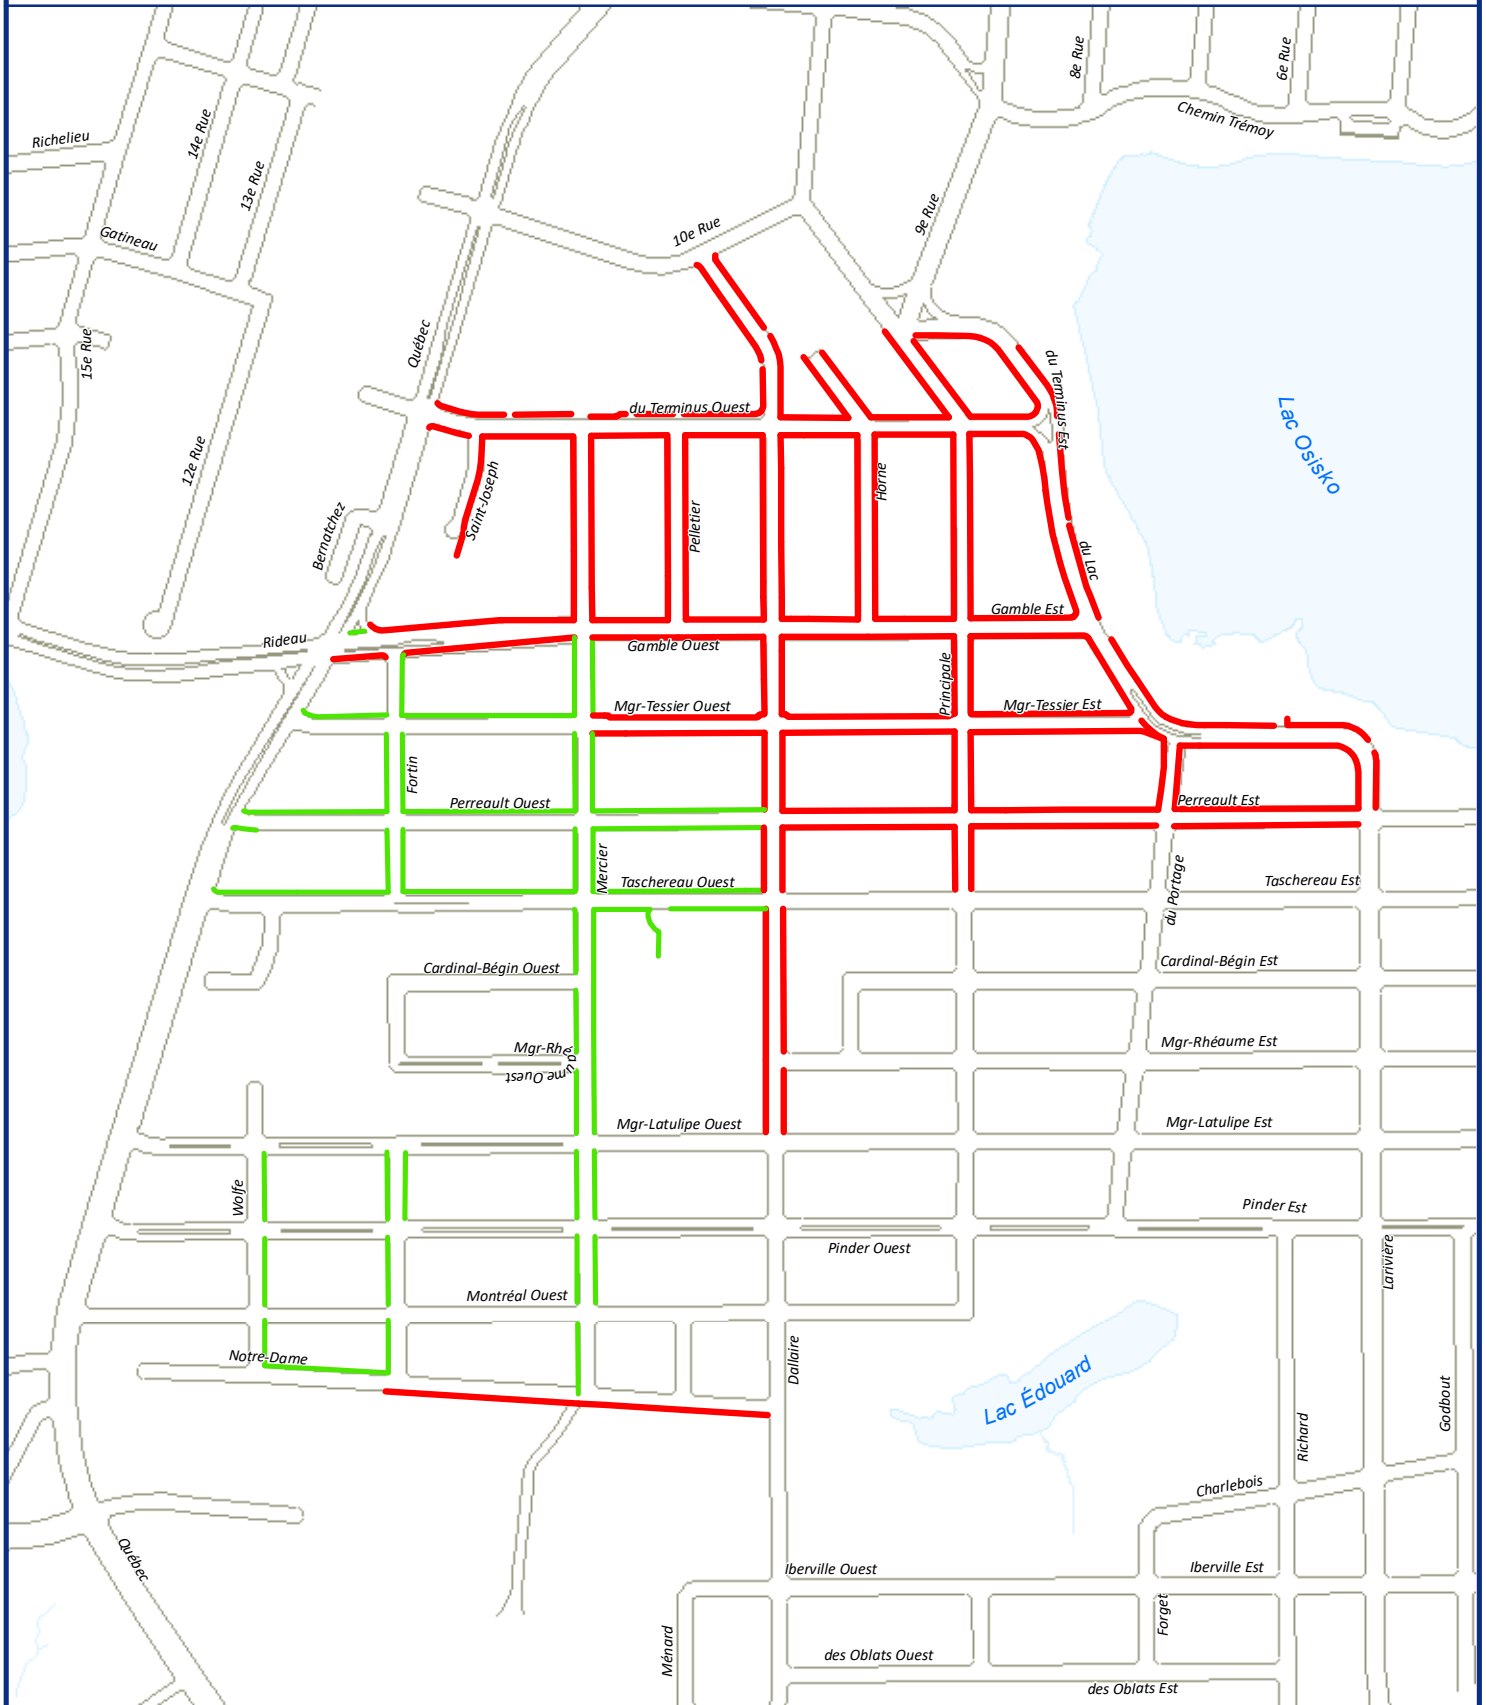 8e Rue
6e Rue
Chemin Trémoy
Richelieu
14e Rue
13e Rue
9e Rue
10e Rue
Gatineau
15e Rue
Québec
du Terminus Est
du Terminus Ouest
Lac Osisko
12e Rue
Saint-Joseph
Pelletier
Horne
Bernatchez
du Lac
Gamble Est
Rideau
Gamble Ouest
Principale
Mgr-Tessier Ouest
Mgr-Tessier Est
Fortin
Perreault Ouest
Perreault Est
Mercier
Taschereau Ouest
Taschereau Est
du Portage
Cardinal-Bégin Ouest
Cardinal-Bégin Est
Mgr-Rhéaume Ouest
Mgr-Rhéaume Est
Mgr-Latulipe Ouest
Mgr-Latulipe Est
Wolfe
Pinder Est
Pinder Ouest
Larivière
Montréal Ouest
Notre-Dame
Dallaire
Lac Édouard
Godbout
Richard
Charlebois
Québec
Iberville Ouest
Iberville Est
Forget
Ménard
des Oblats Ouest
des Oblats Est